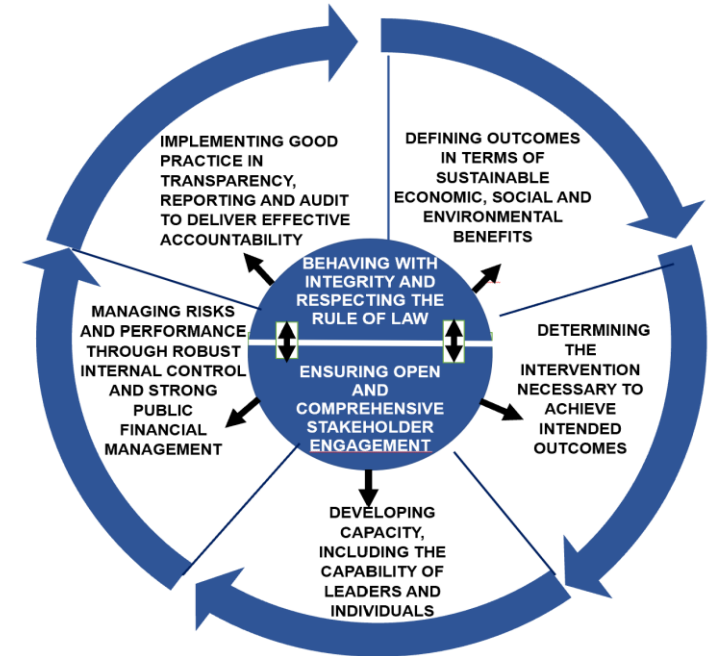 IMPLEMENTING GOOD
PRACTICE IN
TRANSPARENCY,
REPORTING AND AUDIT
TO DELIVER EFFECTIVE
ACCOUNTABILITY
DEFINING OUTCOMES
IN TERMS OF
SUSTAINABLE
ECONOMIC, SOCIAL AND
ENVIRONMENTAL
BENEFITS
BEHAVING WITH
INTEGRITY AND
RESPECTING THE
RULE OF LAW
MANAGING RISKS
AND PERFORMANCE
THROUGH ROBUST
INTERNAL CONTROL
AND STRONG
PUBLIC
FINANCIAL
MANAGEMENT
ENSURING OPEN
AND
COMPREHENSIVE
STAKEHOLDER
ENGAGEMENT
DETERMINING
THE
INTERVENTION
NECESSARY TO
ACHIEVE
INTENDED
OUTCOMES
DEVELOPING
CAPACITY,
INCLUDING THE
CAPABILITY OF
LEADERS AND
INDIVIDUALS